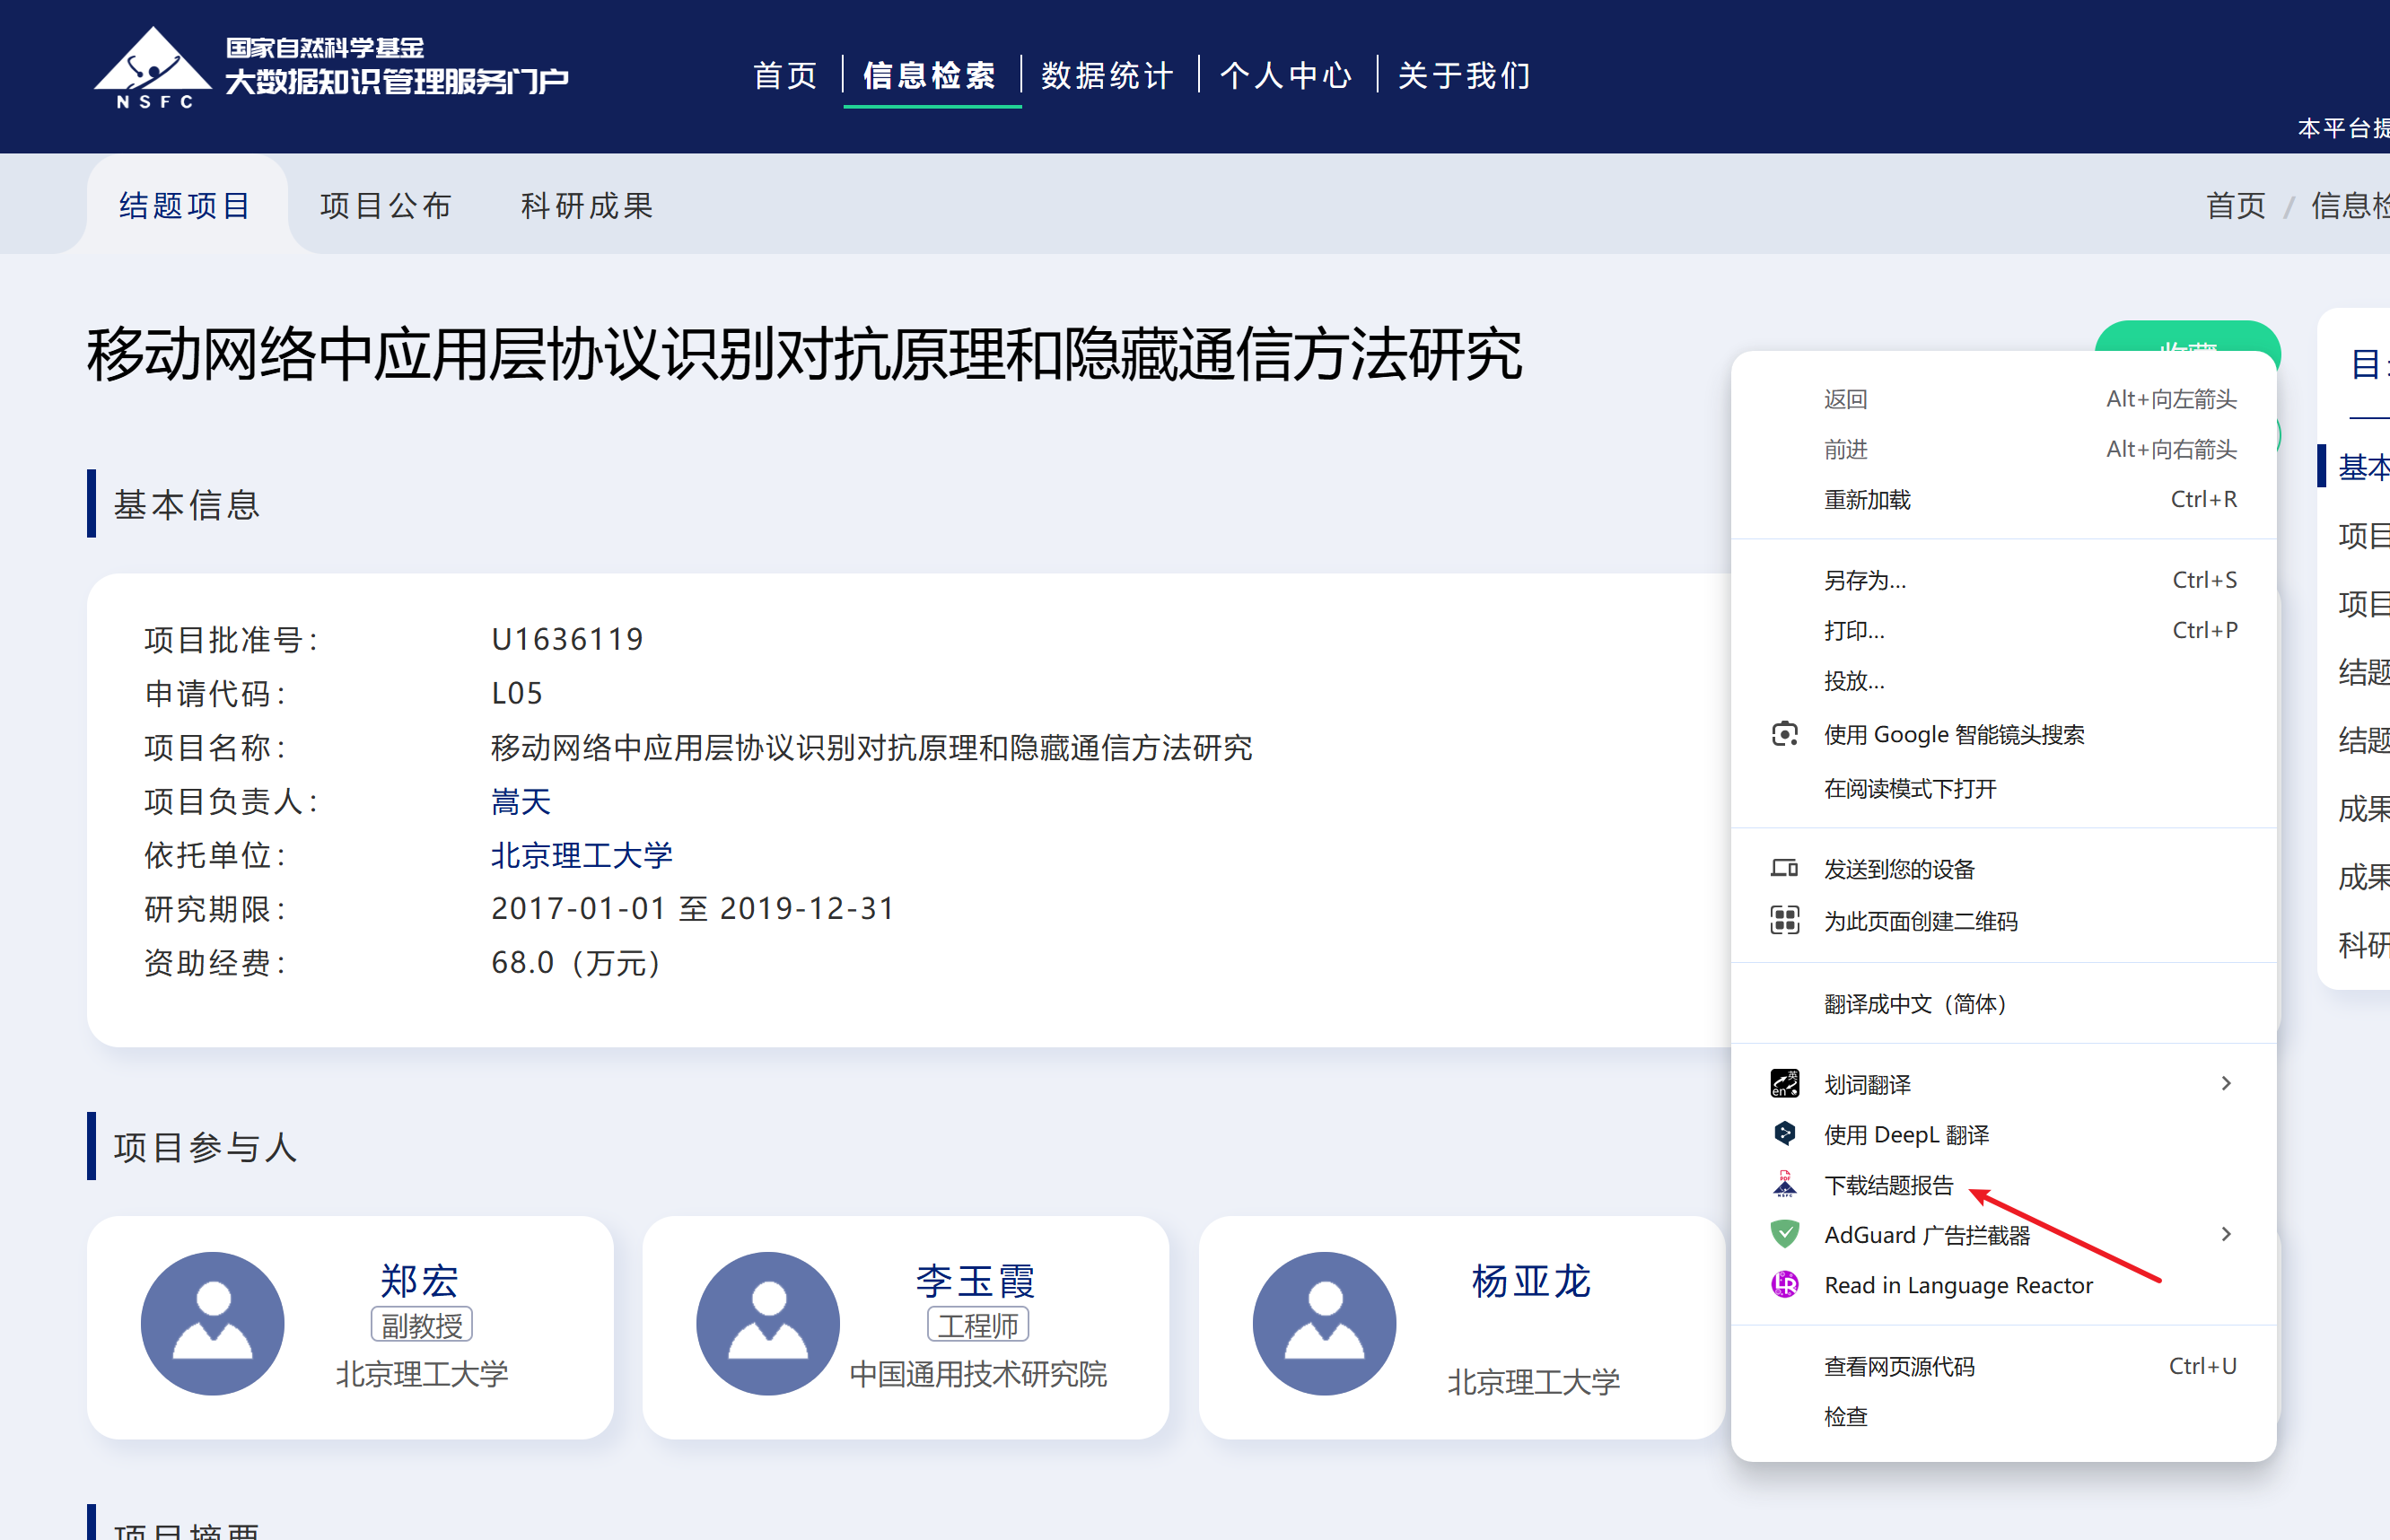 国家自然科学基金
大数据知识管理服务门户
NSFC
首页 信息检索 数据统计 个人中心 关于我们
本平台提
结题项目 项目公布 科研成果
首页 / 信息检
移动网络中应用层协议识别对抗原理和隐藏通信方法研究
收藏
基本信息
项目批准号： U1636119
申请代码： L05
项目名称： 移动网络中应用层协议识别对抗原理和隐藏通信方法研究
项目负责人： 嵩天
依托单位： 北京理工大学
研究期限： 2017-01-01 至 2019-12-31
资助经费： 68.0（万元）
项目参与人
郑宏
副教授
北京理工大学
李玉霞
工程师
中国通用技术研究院
杨亚龙
北京理工大学
项目摘要
返回 Alt+向左箭头
前进 Alt+向右箭头
重新加载 Ctrl+R
另存为... Ctrl+S
打印... Ctrl+P
投放...
使用 Google 智能镜头搜索
在阅读模式下打开
发送到您的设备
为此页面创建二维码
翻译成中文（简体）
划词翻译
使用 DeepL 翻译
下载结题报告
AdGuard 广告拦截器
Read in Language Reactor
查看网页源代码 Ctrl+U
检查
目
基本
项目
项目
结题
结题
成果
成果
科研